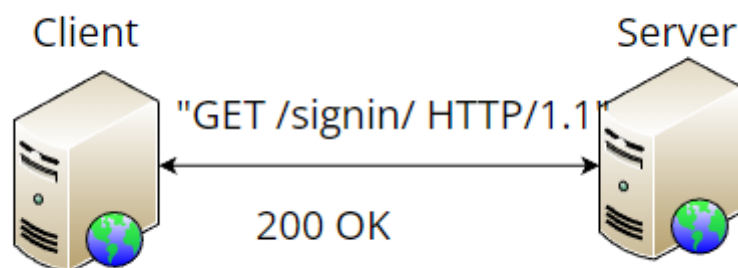 Client
Server
"GET /signin/ HTTP/1.1"
200 OK